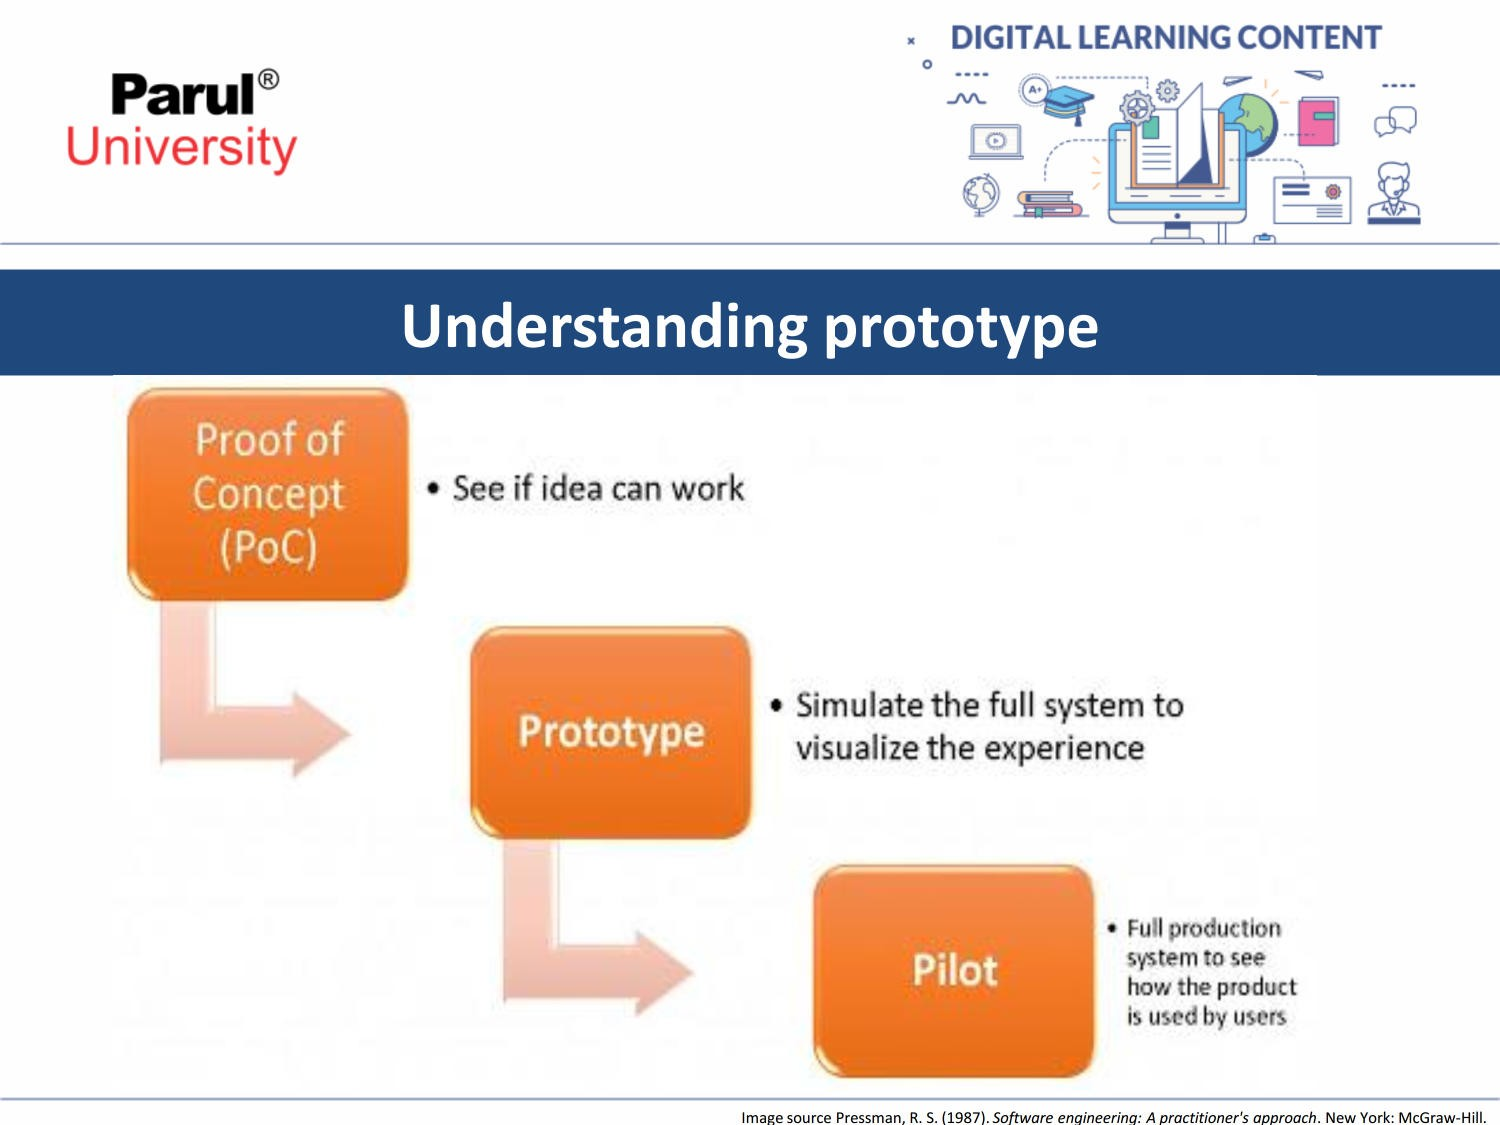 Parul®
University
DIGITAL LEARNING CONTENT
A+
Understanding prototype
Proof of
Concept
(PoC)
• See if idea can work
Prototype
• Simulate the full system to
visualize the experience
Pilot
• Full production
system to see
how the product
is used by users
Image source Pressman, R. S. (1987). Software engineering: A practitioner's approach. New York: McGraw-Hill.